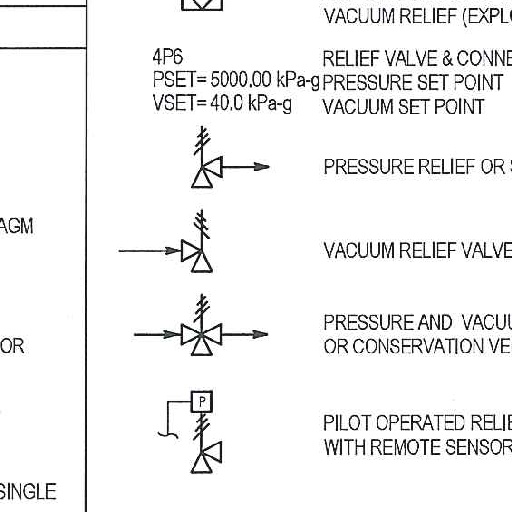 VACUUM RELIEF (EXPLO
4P6
RELIEF VALVE & CONNE
PSET= 5000.00 kPa-g
PRESSURE SET POINT
VSET= 40.0 kPa-g
VACUUM SET POINT
PRESSURE RELIEF OR
AGM
VACUUM RELIEF VALVE
PRESSURE AND VACUU
OR
OR CONSERVATION VE
P
PILOT OPERATED RELIE
WITH REMOTE SENSOR
SINGLE